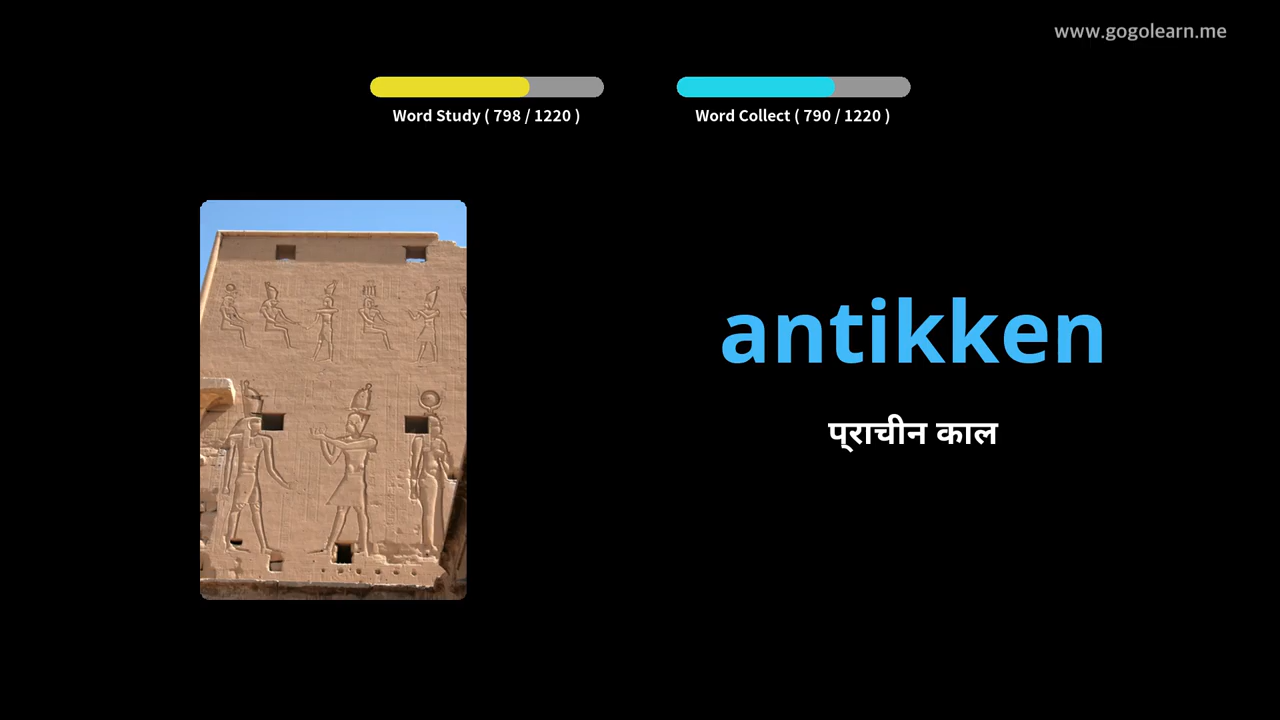 www.gogolearn.me
Word Study ( 798 / 1220 )
Word Collect ( 790 / 1220 )
antikken
प्राचीन काल